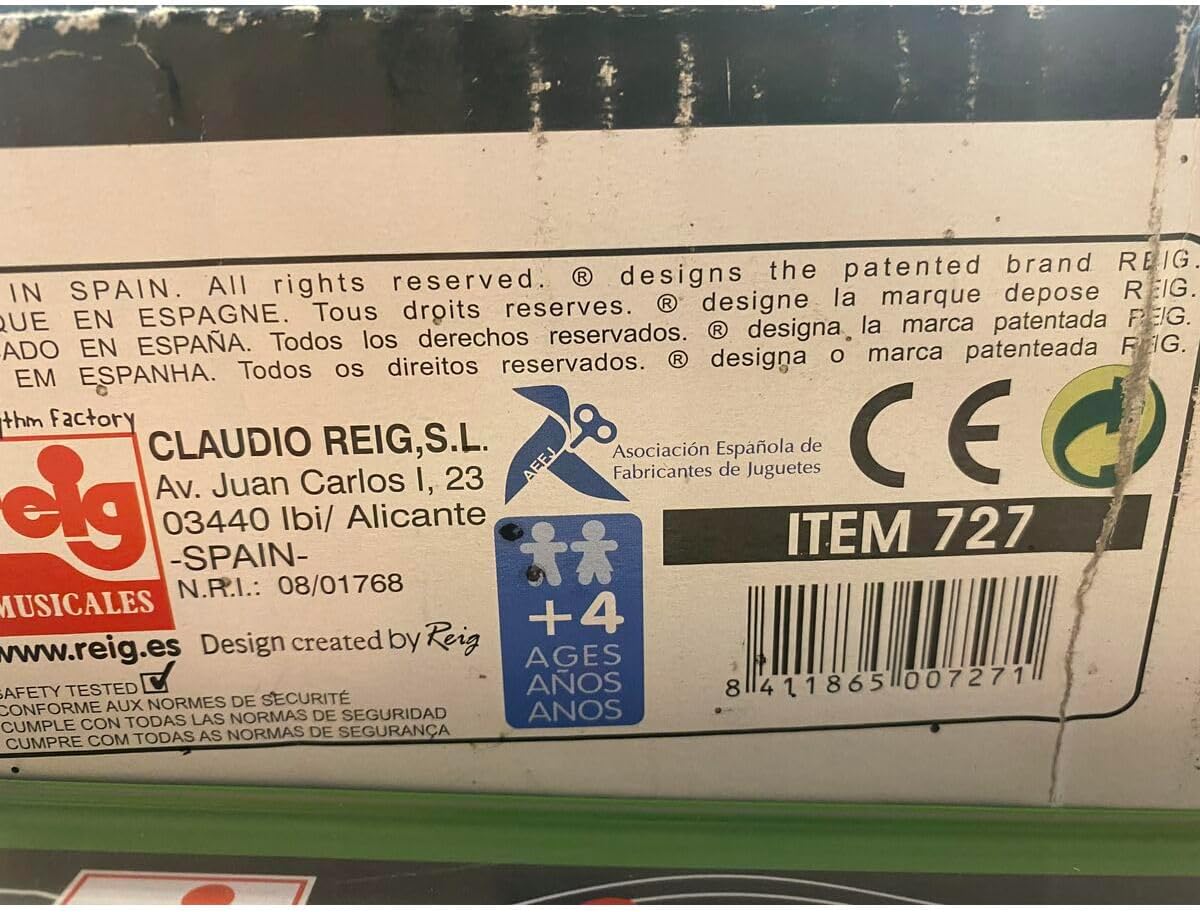 IN SPAIN. All rights reserved. ® designs the patented brand REIG.
QUE EN ESPAGNE. Tous droits reserves. ® designe la marque depose REIG.
CADO EN ESPAÑA. Todos los derechos reservados. ® designa la marca patentada REIG.
EM ESPANHA. Todos os direitos reservados. ® designa o marca patenteada REIG.
thm factory
reig
MUSICALES
www.reig.es
CLAUDIO REIG,S.L.
Av. Juan Carlos I, 23
03440 Ibi/ Alicante
-SPAIN-
N.R.I.: 08/01768
Design created by Reig
SAFETY TESTED
CONFORME AUX NORMES DE SECURITÉ
CUMPLE CON TODAS LAS NORMAS DE SEGURIDAD
CUMPRE COM TODAS AS NORMAS DE SEGURANÇA
AEFJ
Asociación Española de
Fabricantes de Juguetes
+4
AGES
AÑOS
ANOS
CE
ITEM 727
8 411865 007271